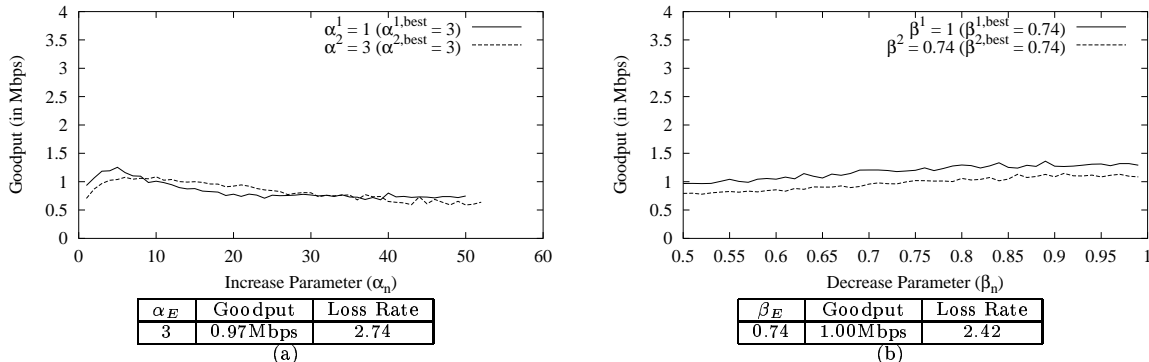 4
3.5
3
2.5
2
1.5
1
0.5
0
Goodput (in Mbps)
α¹ = 1 (α¹,best = 3)
α² = 3 (α²,best = 3)
0 10 20 30 40 50 60
Increase Parameter (αₙ)
α_E Goodput Loss Rate
3 0.97Mbps 2.74
(a)
4
3.5
3
2.5
2
1.5
1
0.5
0
Goodput (in Mbps)
β¹ = 1 (β¹,best = 0.74)
β² = 0.74 (β²,best = 0.74)
0.5 0.55 0.6 0.65 0.7 0.75 0.8 0.85 0.9 0.95 1
Decrease Parameter (βₙ)
β_E Goodput Loss Rate
0.74 1.00Mbps 2.42
(b)